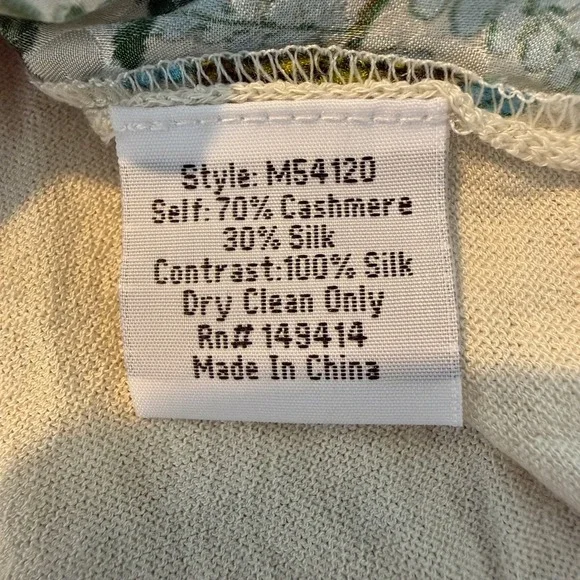 Style: M54120
Self: 70% Cashmere
30% Silk
Contrast:100% Silk
Dry Clean Only
Rn# 149414
Made In China